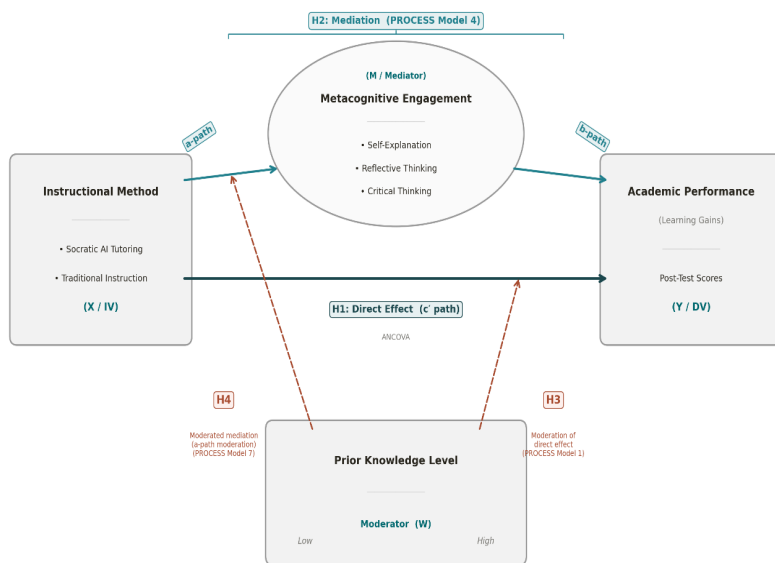 H2: Mediation (PROCESS Model 4)
(M / Mediator)
Metacognitive Engagement
• Self-Explanation
• Reflective Thinking
• Critical Thinking
a-path
b-path
Instructional Method
• Socratic AI Tutoring
• Traditional Instruction
(X / IV)
Academic Performance
(Learning Gains)
Post-Test Scores
(Y / DV)
H1: Direct Effect (c′ path)
ANCOVA
H4
Moderated mediation
(a-path moderation)
(PROCESS Model 7)
H3
Moderation of
direct effect
(PROCESS Model 1)
Prior Knowledge Level
Moderator (W)
Low
High